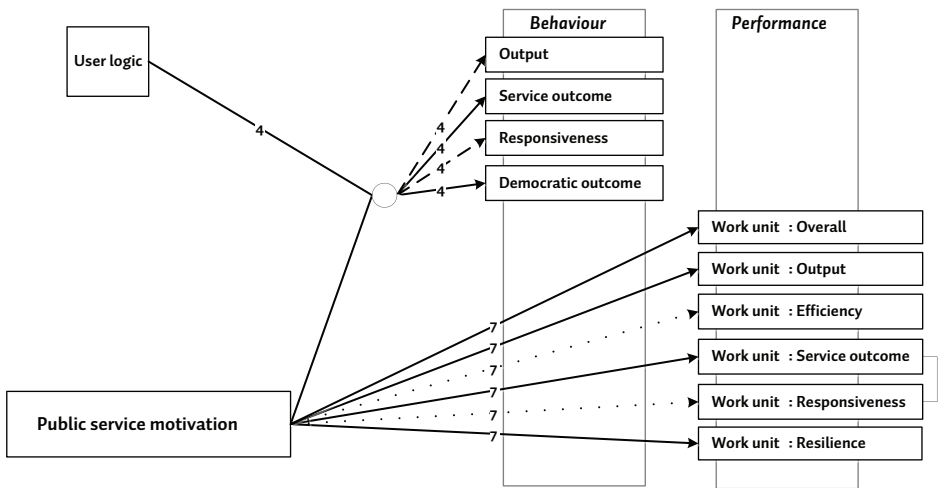 Behaviour
Performance
User logic
Output
Service outcome
Responsiveness
Democratic outcome
4
4
4
4
4
Work unit : Overall
Work unit : Output
Work unit : Efficiency
Work unit : Service outcome
Work unit : Responsiveness
Work unit : Resilience
7
7
7
7
7
7
Public service motivation